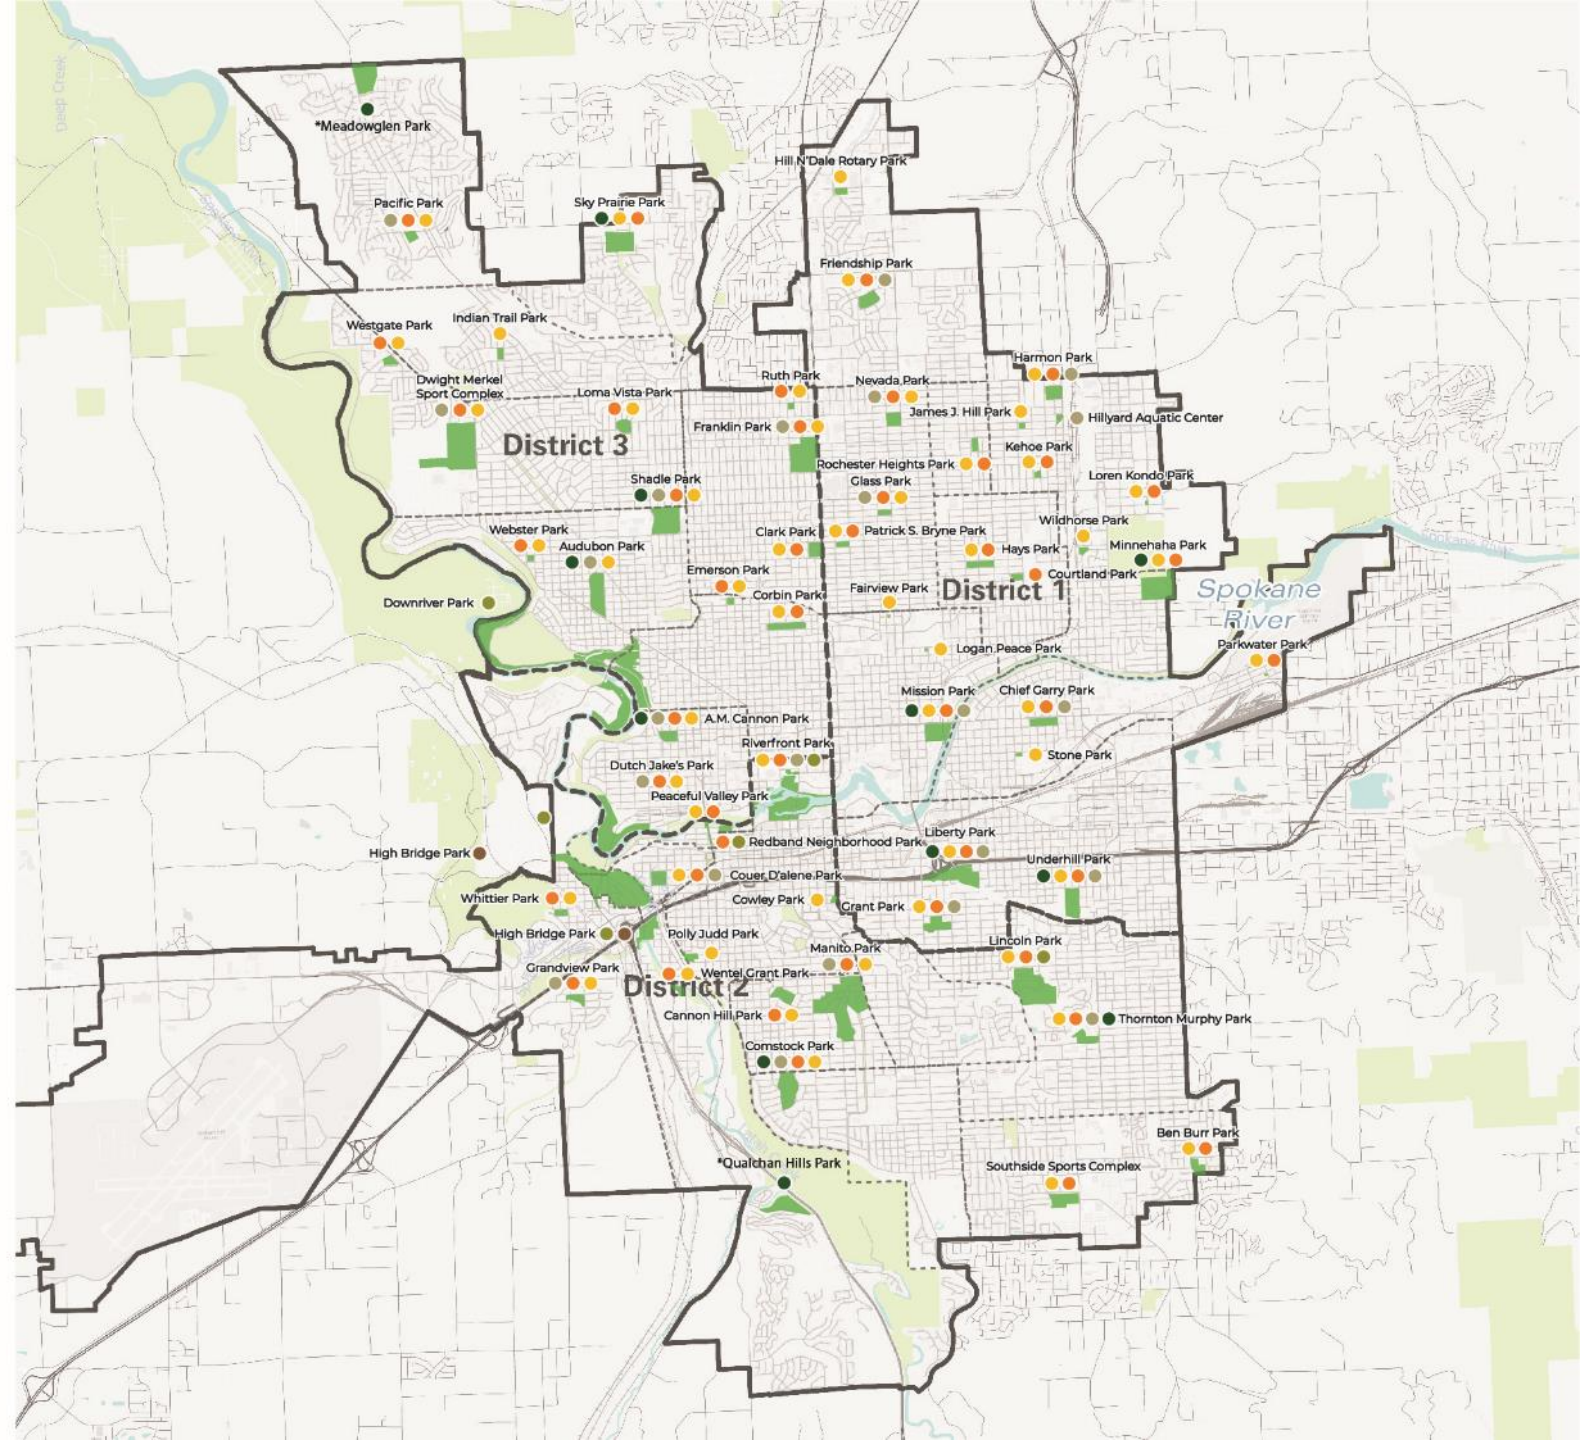 Deep Creek
*Meadowglen Park
Hill N'Dale Rotary Park
Pacific Park
Sky Prairie Park
Friendship Park
Indian Trail Park
Westgate Park
Harmon Park
Ruth Park
Nevada Park
Dwight Merkel
Sport Complex
Loma Vista Park
James J. Hill Park
Hillyard Aquatic Center
Franklin Park
District 3
Kehoe Park
Rochester Heights Park
Glass Park
Loren Kondo Park
Shadle Park
Wildhorse Park
Webster Park
Clark Park
Patrick S. Bryne Park
Audubon Park
Hays Park
Minnehaha Park
Emerson Park
Courtland Park
Fairview Park
District 1
Spokane
River
Spokane River
Corbin Park
Downriver Park
Logan Peace Park
Parkwater Park
Mission Park
Chief Garry Park
A.M. Cannon Park
Riverfront Park
Stone Park
Dutch Jake's Park
Peaceful Valley Park
Liberty Park
Redband Neighborhood Park
High Bridge Park
Underhill Park
Couer D'alene Park
Whittier Park
Cowley Park
Grant Park
High Bridge Park
Polly Judd Park
Lincoln Park
Manito Park
Grandview Park
Wentel Grant Park
District 2
Cannon Hill Park
Thornton Murphy Park
Comstock Park
Ben Burr Park
*Qualchan Hills Park
Southside Sports Complex